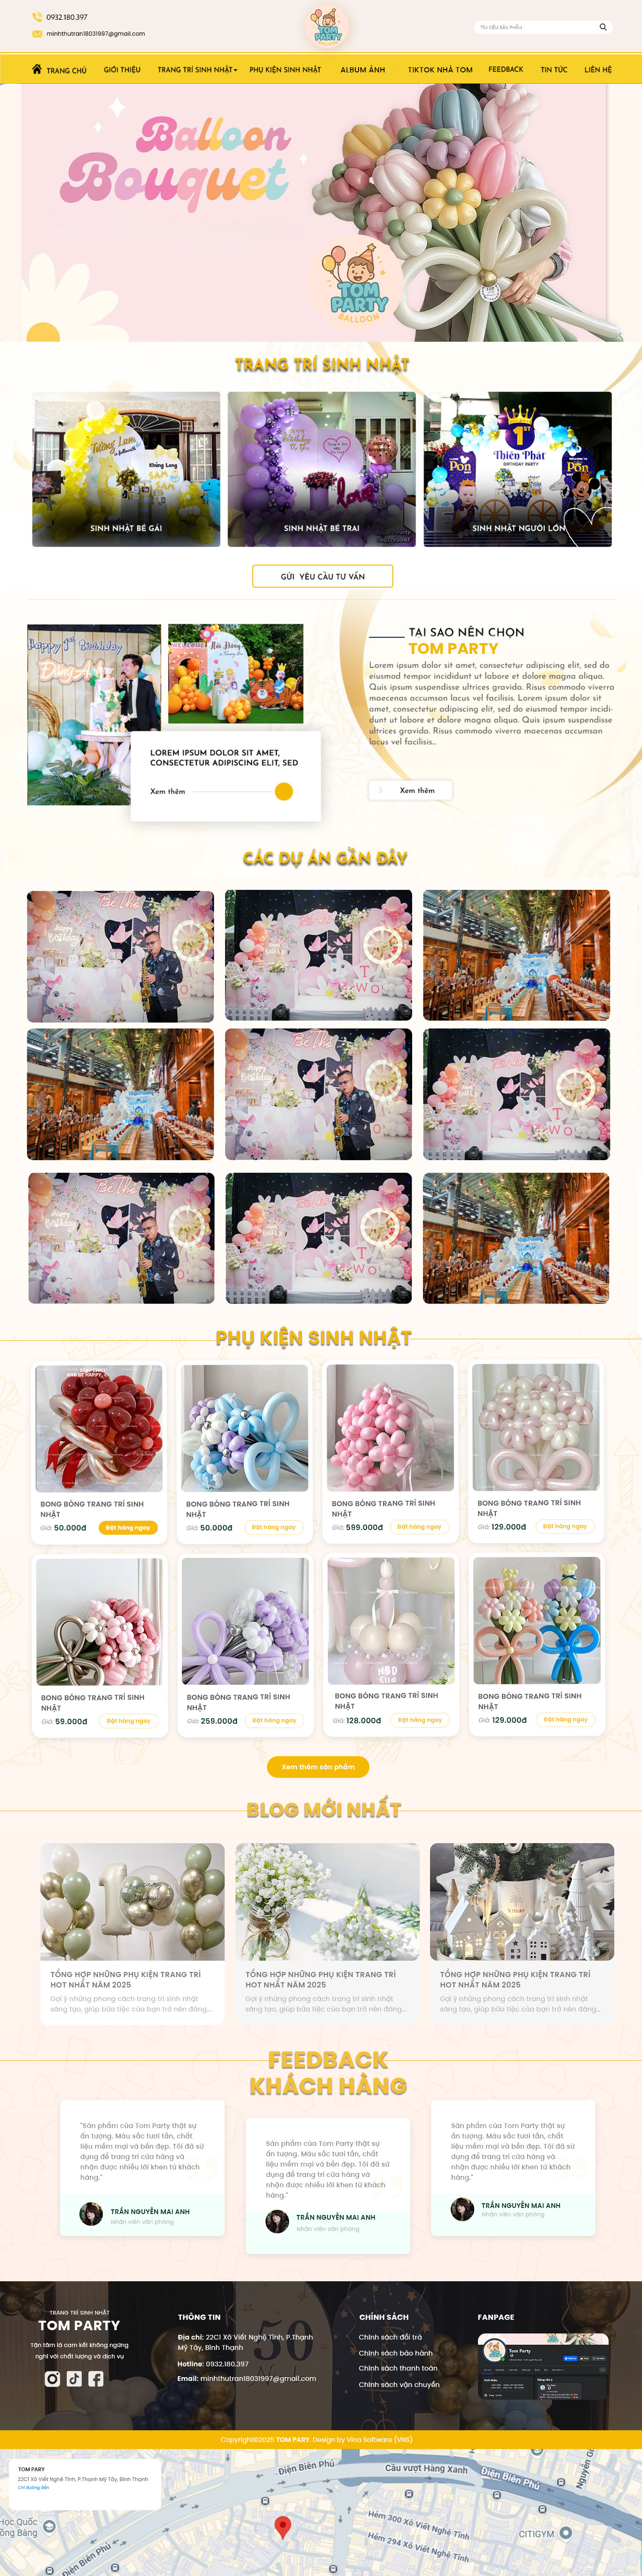 0932.180.397
minhthutran18031997@gmail.com
TOM
PARTY
BALLOON
TÌM KIẾM SẢN PHẨM
TRANG CHỦ
GIỚI THIỆU
TRANG TRÍ SINH NHẬT
PHỤ KIỆN SINH NHẬT
ALBUM ẢNH
TIKTOK NHÀ TOM
FEEDBACK
TIN TỨC
LIÊN HỆ
Balloon
Bouquet
TOM
PARTY
BALLOON
TRANG TRÍ SINH NHẬT
SINH NHẬT BÉ GÁI
SINH NHẬT BÉ TRAI
1ST
Thiên Phát
BIRTHDAY PARTY
SINH NHẬT NGƯỜI LỚN
GỬI YÊU CẦU TƯ VẤN
Happy 1st Birthday
LOREM IPSUM DOLOR SIT AMET,
CONSECTETUR ADIPISCING ELIT, SED
Xem thêm
TẠI SAO NÊN CHỌN
TOM PARTY
Lorem ipsum dolor sit amet, consectetur adipiscing elit, sed do
eiusmod tempor incididunt ut labore et dolore magna aliqua.
Quis ipsum suspendisse ultrices gravida. Risus commodo viverra
maecenas accumsan lacus vel facilisis. Lorem ipsum dolor sit
amet, consectetur adipiscing elit, sed do eiusmod tempor incidi-
dunt ut labore et dolore magna aliqua. Quis ipsum suspendisse
ultrices gravida. Risus commodo viverra maecenas accumsan
lacus vel facilisis..
Xem thêm
CÁC DỰ ÁN GẦN ĐÂY
PHỤ KIỆN SINH NHẬT
BONG BÓNG TRANG TRÍ SINH
NHẬT
Giá: 50.000đ
Đặt hàng ngay
BONG BÓNG TRANG TRÍ SINH
NHẬT
Giá: 50.000đ
Đặt hàng ngay
BONG BÓNG TRANG TRÍ SINH
NHẬT
Giá: 599.000đ
Đặt hàng ngay
BONG BÓNG TRANG TRÍ SINH
NHẬT
Giá: 129.000đ
Đặt hàng ngay
BONG BÓNG TRANG TRÍ SINH
NHẬT
Giá: 59.000đ
Đặt hàng ngay
BONG BÓNG TRANG TRÍ SINH
NHẬT
Giá: 259.000đ
Đặt hàng ngay
HBD
Ella
BONG BÓNG TRANG TRÍ SINH
NHẬT
Giá: 128.000đ
Đặt hàng ngay
BONG BÓNG TRANG TRÍ SINH
NHẬT
Giá: 129.000đ
Đặt hàng ngay
Xem thêm sản phẩm
BLOG MỚI NHẤT
TỔNG HỢP NHỮNG PHỤ KIỆN TRANG TRÍ
HOT NHẤT NĂM 2025
Gợi ý những phong cách trang trí sinh nhật
sáng tạo, giúp bữa tiệc của bạn trở nên đáng...
TỔNG HỢP NHỮNG PHỤ KIỆN TRANG TRÍ
HOT NHẤT NĂM 2025
Gợi ý những phong cách trang trí sinh nhật
sáng tạo, giúp bữa tiệc của bạn trở nên đáng...
TỔNG HỢP NHỮNG PHỤ KIỆN TRANG TRÍ
HOT NHẤT NĂM 2025
Gợi ý những phong cách trang trí sinh nhật
sáng tạo, giúp bữa tiệc của bạn trở nên đáng...
FEEDBACK
KHÁCH HÀNG
"Sản phẩm của Tom Party thật sự
ấn tượng. Màu sắc tươi tắn, chất
liệu mềm mại và bền đẹp. Tôi đã sử
dụng để trang trí cửa hàng và
nhận được nhiều lời khen từ khách
hàng."
TRẦN NGUYỄN MAI ANH
Nhân viên văn phòng
Sản phẩm của Tom Party thật sự
ấn tượng. Màu sắc tươi tắn, chất
liệu mềm mại và bền đẹp. Tôi đã sử
dụng để trang trí cửa hàng và
nhận được nhiều lời khen từ khách
hàng."
TRẦN NGUYỄN MAI ANH
Nhân viên văn phòng
Sản phẩm của Tom Party thật sự
ấn tượng. Màu sắc tươi tắn, chất
liệu mềm mại và bền đẹp. Tôi đã sử
dụng để trang trí cửa hàng và
nhận được nhiều lời khen từ khách
hàng."
TRẦN NGUYỄN MAI ANH
Nhân viên văn phòng
TRANG TRÍ SINH NHẬT
TOM PARTY
Tận tâm là cam kết không ngừng
nghỉ với chất lượng và dịch vụ
THÔNG TIN
Địa chỉ: 22C1 Xô Viết Nghệ Tĩnh, P.Thạnh
Mỹ Tây, Bình Thạnh
Hotline: 0932.180.397
Email: minhthutran18031997@gmail.com
CHÍNH SÁCH
Chính sách đổi trả
Chính sách bảo hành
Chính sách thanh toán
Chính sách vận chuyển
FANPAGE
Tom Party
Copyright©2025 TOM PARY. Design by Vina Software (VNS)
TOM PARY
22C1 Xô Viết Nghệ Tĩnh, P.Thạnh Mỹ Tây, Bình Thạnh
Chỉ đường đến
Điện Biên Phủ
Cầu vượt Hàng Xanh
Điện Biên Phủ
Hẻm 300 Xô Viết Nghệ Tĩnh
Hẻm 294 Xô Viết Nghệ Tĩnh
CITIGYM
Điện Biên Phủ